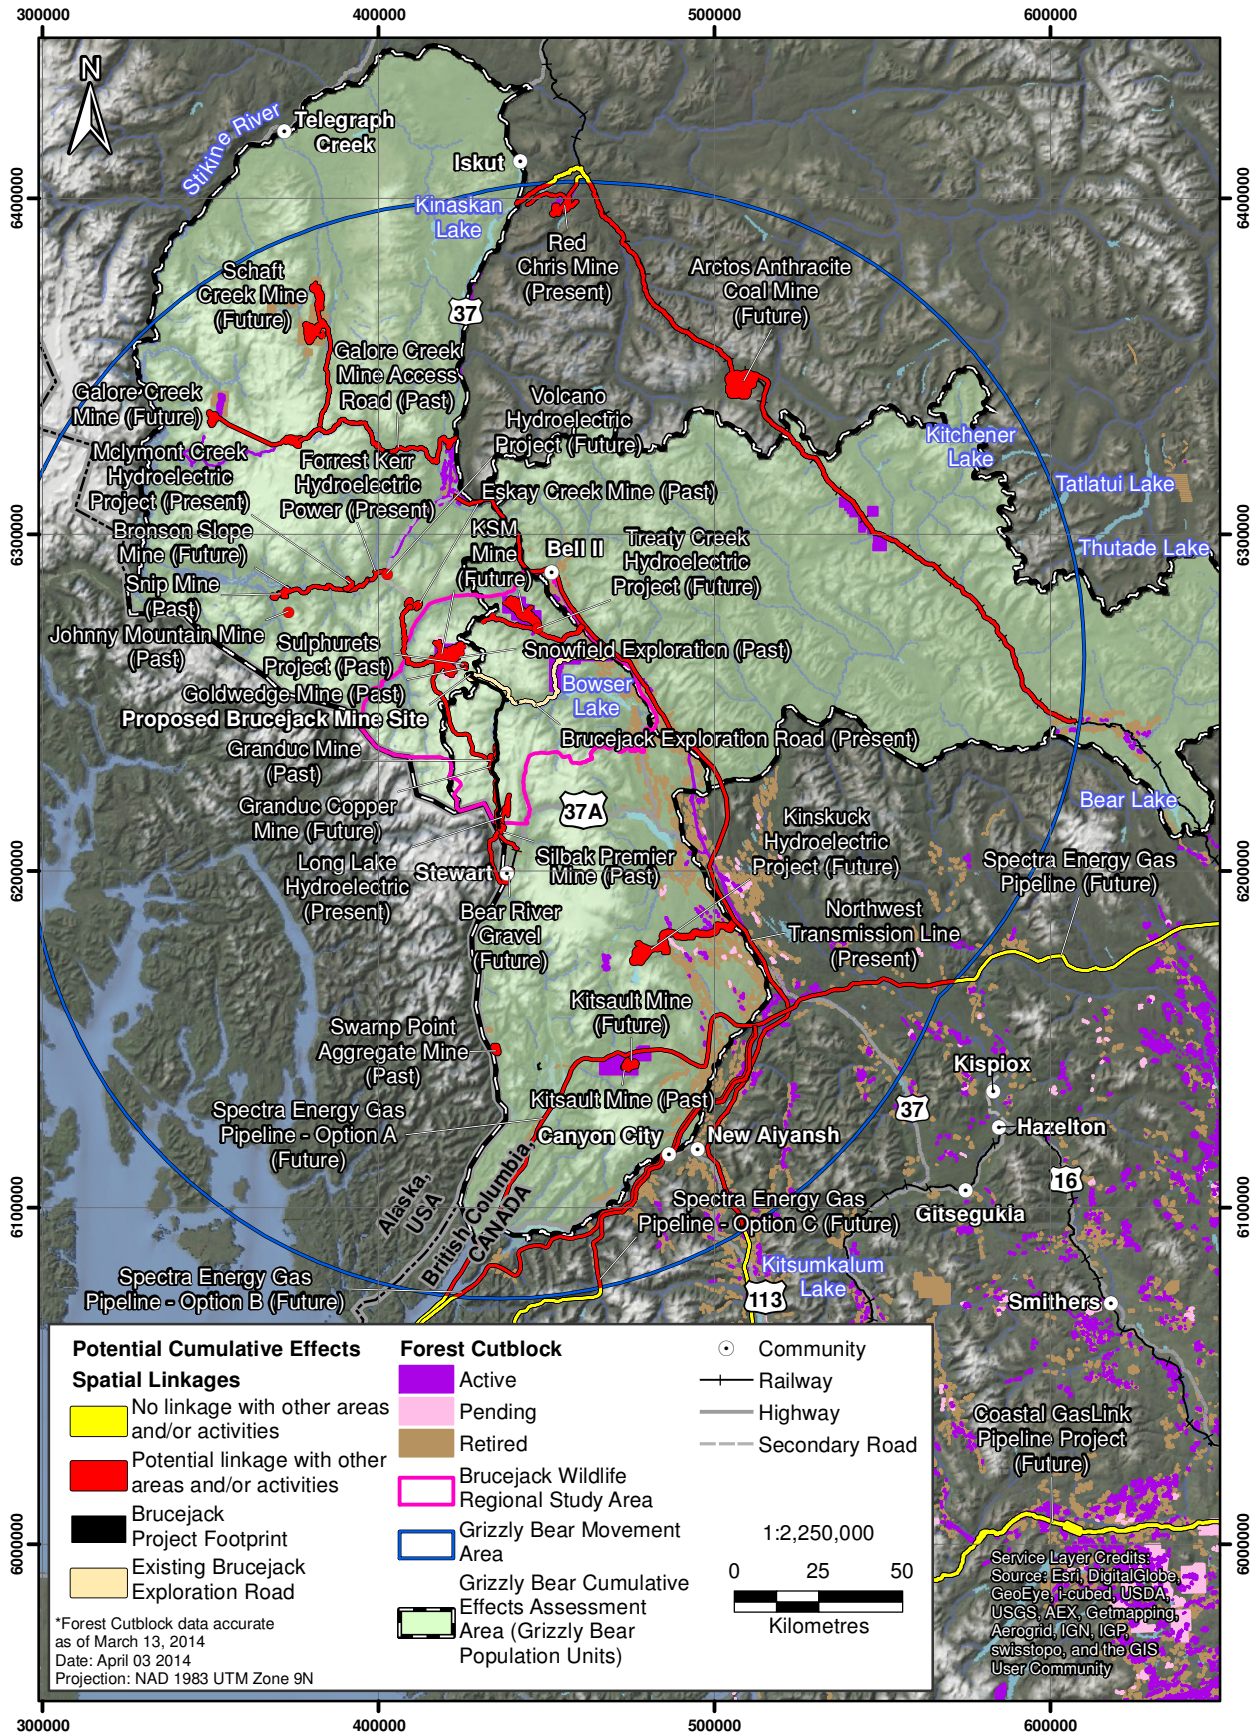 300000
400000
500000
600000
N
Telegraph
Creek
Stikine River
Iskut
6400000
6400000
Kinaskan
Lake
Red
Chris Mine
(Present)
Schaft
Creek Mine
(Future)
Arctos Anthracite
Coal Mine
(Future)
37
Galore Creek
Mine Access
Road (Past)
Galore Creek
Mine (Future)
Volcano
Hydroelectric
Project (Future)
Kitchener
Lake
Mclymont Creek
Hydroelectric
Project (Present)
Forrest Kerr
Hydroelectric
Power (Present)
Tatlatui Lake
Eskay Creek Mine (Past)
Bronson Slope
Mine (Future)
KSM
Mine
(Future)
Bell II
Treaty Creek
Hydroelectric
Project (Future)
6300000
6300000
Thutade Lake
Snip Mine
(Past)
Johnny Mountain Mine
(Past)
Sulphurets
Project (Past)
Snowfield Exploration (Past)
Goldwedge Mine (Past)
Bowser
Lake
Proposed Brucejack Mine Site
Brucejack Exploration Road (Present)
Granduc Mine
(Past)
Granduc Copper
Mine (Future)
37A
Bear Lake
Kinskuck
Hydroelectric
Project (Future)
Long Lake
Hydroelectric
(Present)
Stewart
Silbak Premier
Mine (Past)
Spectra Energy Gas
Pipeline (Future)
6200000
6200000
Bear River
Gravel
(Future)
Northwest
Transmission Line
(Present)
Kitsault Mine
(Future)
Swamp Point
Aggregate Mine
(Past)
Kispiox
Kitsault Mine (Past)
37
Spectra Energy Gas
Pipeline - Option A
(Future)
Canyon City
New Aiyansh
Hazelton
16
Alaska,
USA
British Columbia,
CANADA
Spectra Energy Gas
Pipeline - Option C (Future)
Gitsegukla
6100000
6100000
Spectra Energy Gas
Pipeline - Option B (Future)
Kitsumkalum
Lake
113
Smithers
Potential Cumulative Effects
Spatial Linkages
No linkage with other areas
and/or activities
Potential linkage with other
areas and/or activities
Brucejack
Project Footprint
Existing Brucejack
Exploration Road
*Forest Cutblock data accurate
as of March 13, 2014
Date: April 03 2014
Projection: NAD 1983 UTM Zone 9N
Forest Cutblock
Active
Pending
Retired
Brucejack Wildlife
Regional Study Area
Grizzly Bear Movement
Area
Grizzly Bear Cumulative
Effects Assessment
Area (Grizzly Bear
Population Units)
Community
Railway
Highway
Secondary Road
1:2,250,000
0
25
50
Kilometres
Coastal GasLink
Pipeline Project
(Future)
6000000
6000000
Service Layer Credits:
Source: Esri, DigitalGlobe,
GeoEye, i-cubed, USDA,
USGS, AEX, Getmapping,
Aerogrid, IGN, IGP,
swisstopo, and the GIS
User Community
300000
400000
500000
600000